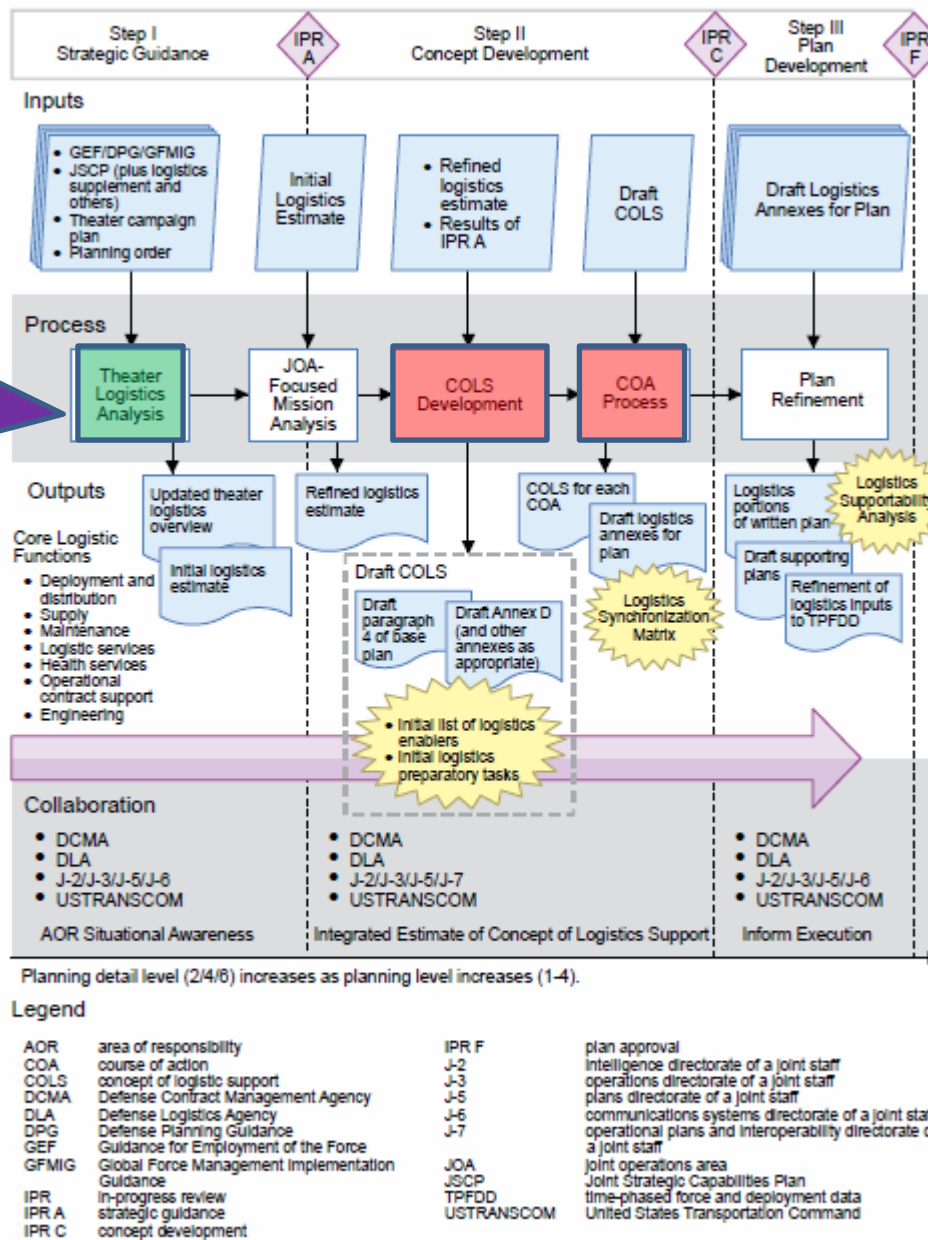 Step I
Strategic Guidance
IPR
A
Step II
Concept Development
IPR
C
Step III
Plan
Development
IPR
F
Inputs
• GEF/DPG/GFMIG
• JSCP (plus logistics
supplement and
others)
• Theater campaign
plan
• Planning order
Initial
Logistics
Estimate
• Refined
logistics
estimate
• Results of
IPR A
Draft
COLS
Draft Logistics
Annexes for Plan
Process
Theater
Logistics
Analysis
JOA-
Focused
Mission
Analysis
COLS
Development
COA
Process
Plan
Refinement
Outputs
Core Logistic
Functions
• Deployment and
distribution
• Supply
• Maintenance
• Logistic services
• Health services
• Operational
contract support
• Engineering
Updated theater
logistics
overview
Initial logistics
estimate
Refined logistics
estimate
Draft COLS
Draft
paragraph
4 of base
plan
Draft Annex D
(and other
annexes as
appropriate)
• Initial list of logistics
enablers
• Initial logistics
preparatory tasks
COLS for each
COA
Draft logistics
annexes for
plan
Logistics
Synchronization
Matrix
Logistics
portions
of written plan
Draft supporting
plans
Refinement of
logistics inputs
to TPFDD
Logistics
Supportability
Analysis
Collaboration
• DCMA
• DLA
• J-2/J-3/J-5/J-6
• USTRANSCOM
AOR Situational Awareness
• DCMA
• DLA
• J-2/J-3/J-5/J-7
• USTRANSCOM
Integrated Estimate of Concept of Logistics Support
• DCMA
• DLA
• J-2/J-3/J-5/J-6
• USTRANSCOM
Inform Execution
Planning detail level (2/4/6) increases as planning level increases (1-4).
Legend
AOR area of responsibility
COA course of action
COLS concept of logistic support
DCMA Defense Contract Management Agency
DLA Defense Logistics Agency
DPG Defense Planning Guidance
GEF Guidance for Employment of the Force
GFMIG Global Force Management Implementation
Guidance
IPR in-progress review
IPR A strategic guidance
IPR C concept development
IPR F plan approval
J-2 intelligence directorate of a joint staff
J-3 operations directorate of a joint staff
J-5 plans directorate of a joint staff
J-6 communications systems directorate of a joint
J-7 operational plans and interoperability directorate
a joint staff
JOA joint operations area
JSCP Joint Strategic Capabilities Plan
TPFDD time-phased force and deployment data
USTRANSCOM United States Transportation Command